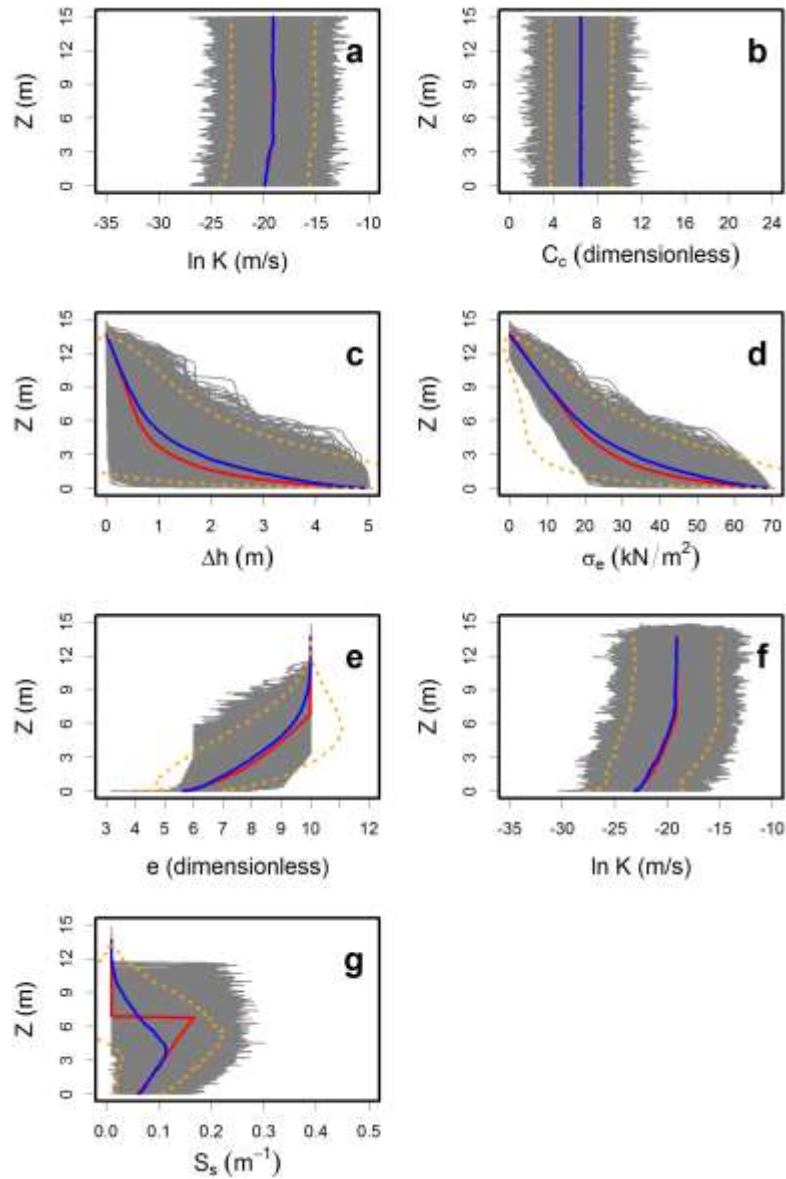 a
Z (m)
0 3 6 9 12 15
-35 -30 -25 -20 -15 -10
ln K (m/s)
b
Z (m)
0 3 6 9 12 15
0 4 8 12 16 20 24
Cc (dimensionless)
c
Z (m)
0 3 6 9 12 15
0 1 2 3 4 5
Δh (m)
d
Z (m)
0 3 6 9 12 15
0 10 20 30 40 50 60 70
σe (kN/m²)
e
Z (m)
0 3 6 9 12 15
3 4 5 6 7 8 9 10 12
e (dimensionless)
f
Z (m)
0 3 6 9 12 15
-35 -30 -25 -20 -15 -10
ln K (m/s)
g
Z (m)
0 3 6 9 12 15
0.0 0.1 0.2 0.3 0.4 0.5
Ss (m⁻¹)